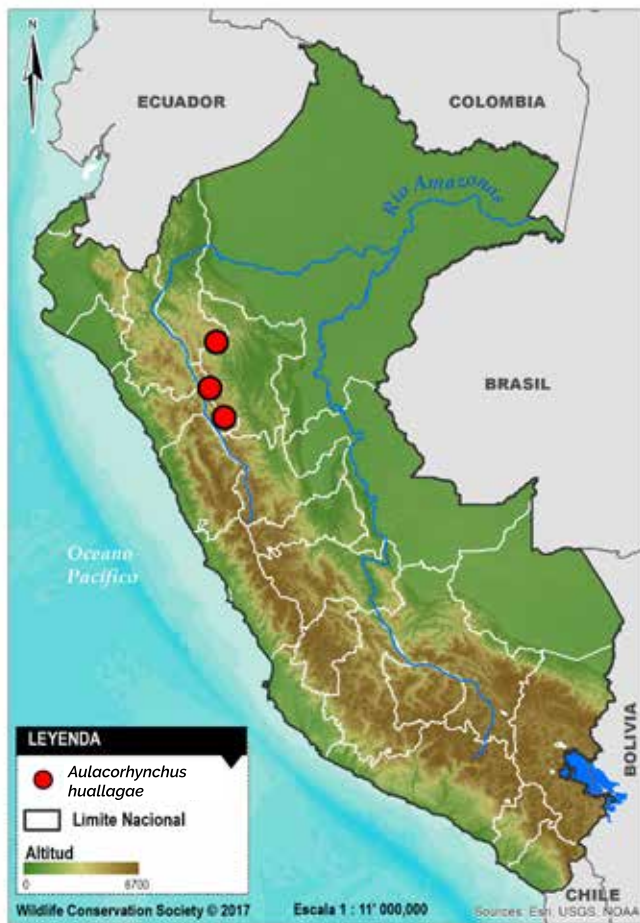 N
ECUADOR
COLOMBIA
Río Amazonas
BRASIL
Oceano
Pacífico
BOLIVIA
LEYENDA
Aulacorhynchus
huallagae
Limite Nacional
Altitud
0 6700
CHILE
Wildlife Conservation Society © 2017 Escala 1 : 11' 000,000 Sources: Esri, USGS, NOAA